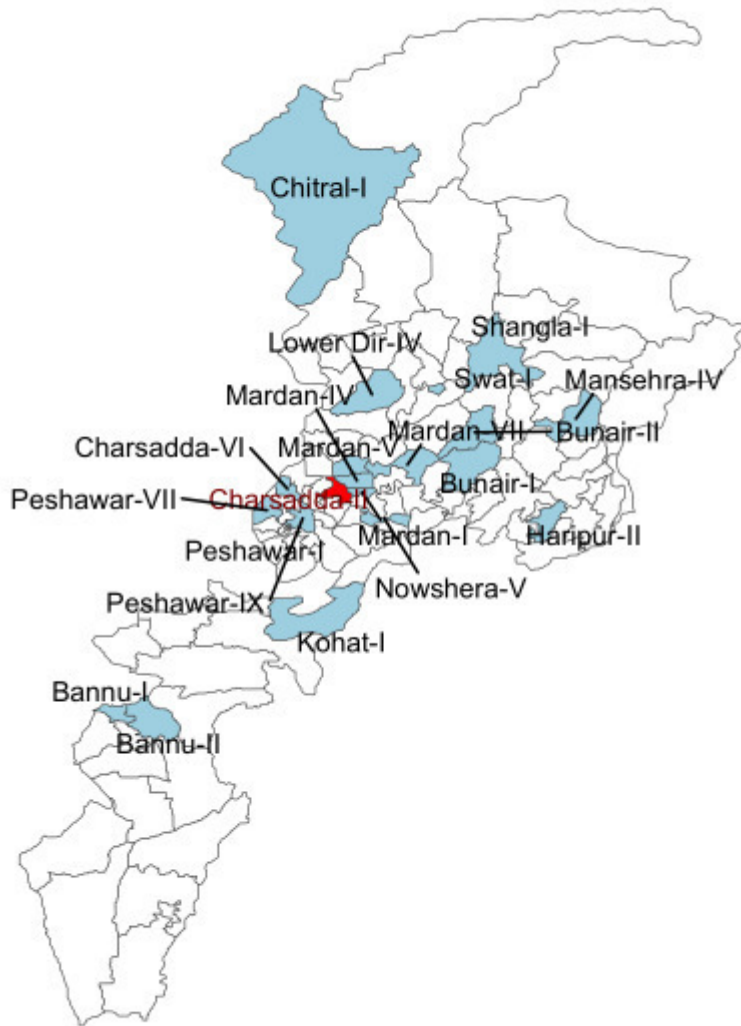 Chitral-I
Shangla-I
Lower Dir-IV
Swat-I
Mansehra-IV
Mardan-IV
Mardan-V
Mardan-VII
Bunair-II
Charsadda-VI
Bunair-I
Peshawar-VII
Charsadda-II
Peshawar-I
Mardan-I
Haripur-II
Nowshera-V
Peshawar-IX
Kohat-I
Bannu-I
Bannu-II